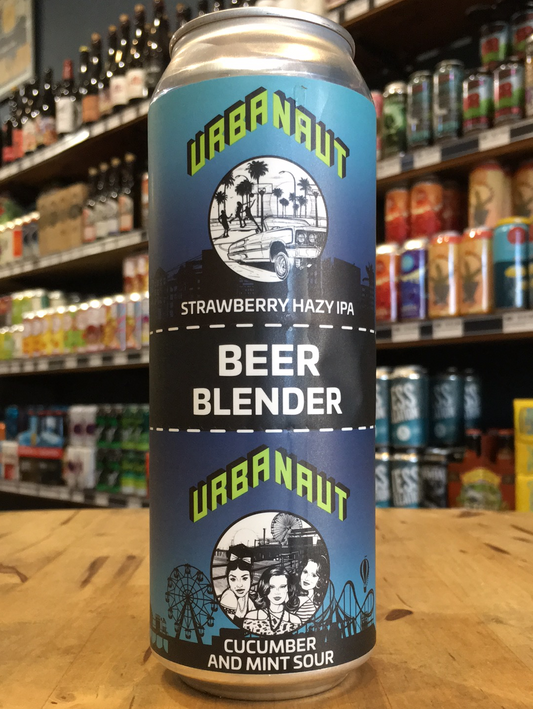 URBANAUT
STRAWBERRY HAZY IPA
BEER
BLENDER
URBANAUT
CUCUMBER
AND MINT SOUR